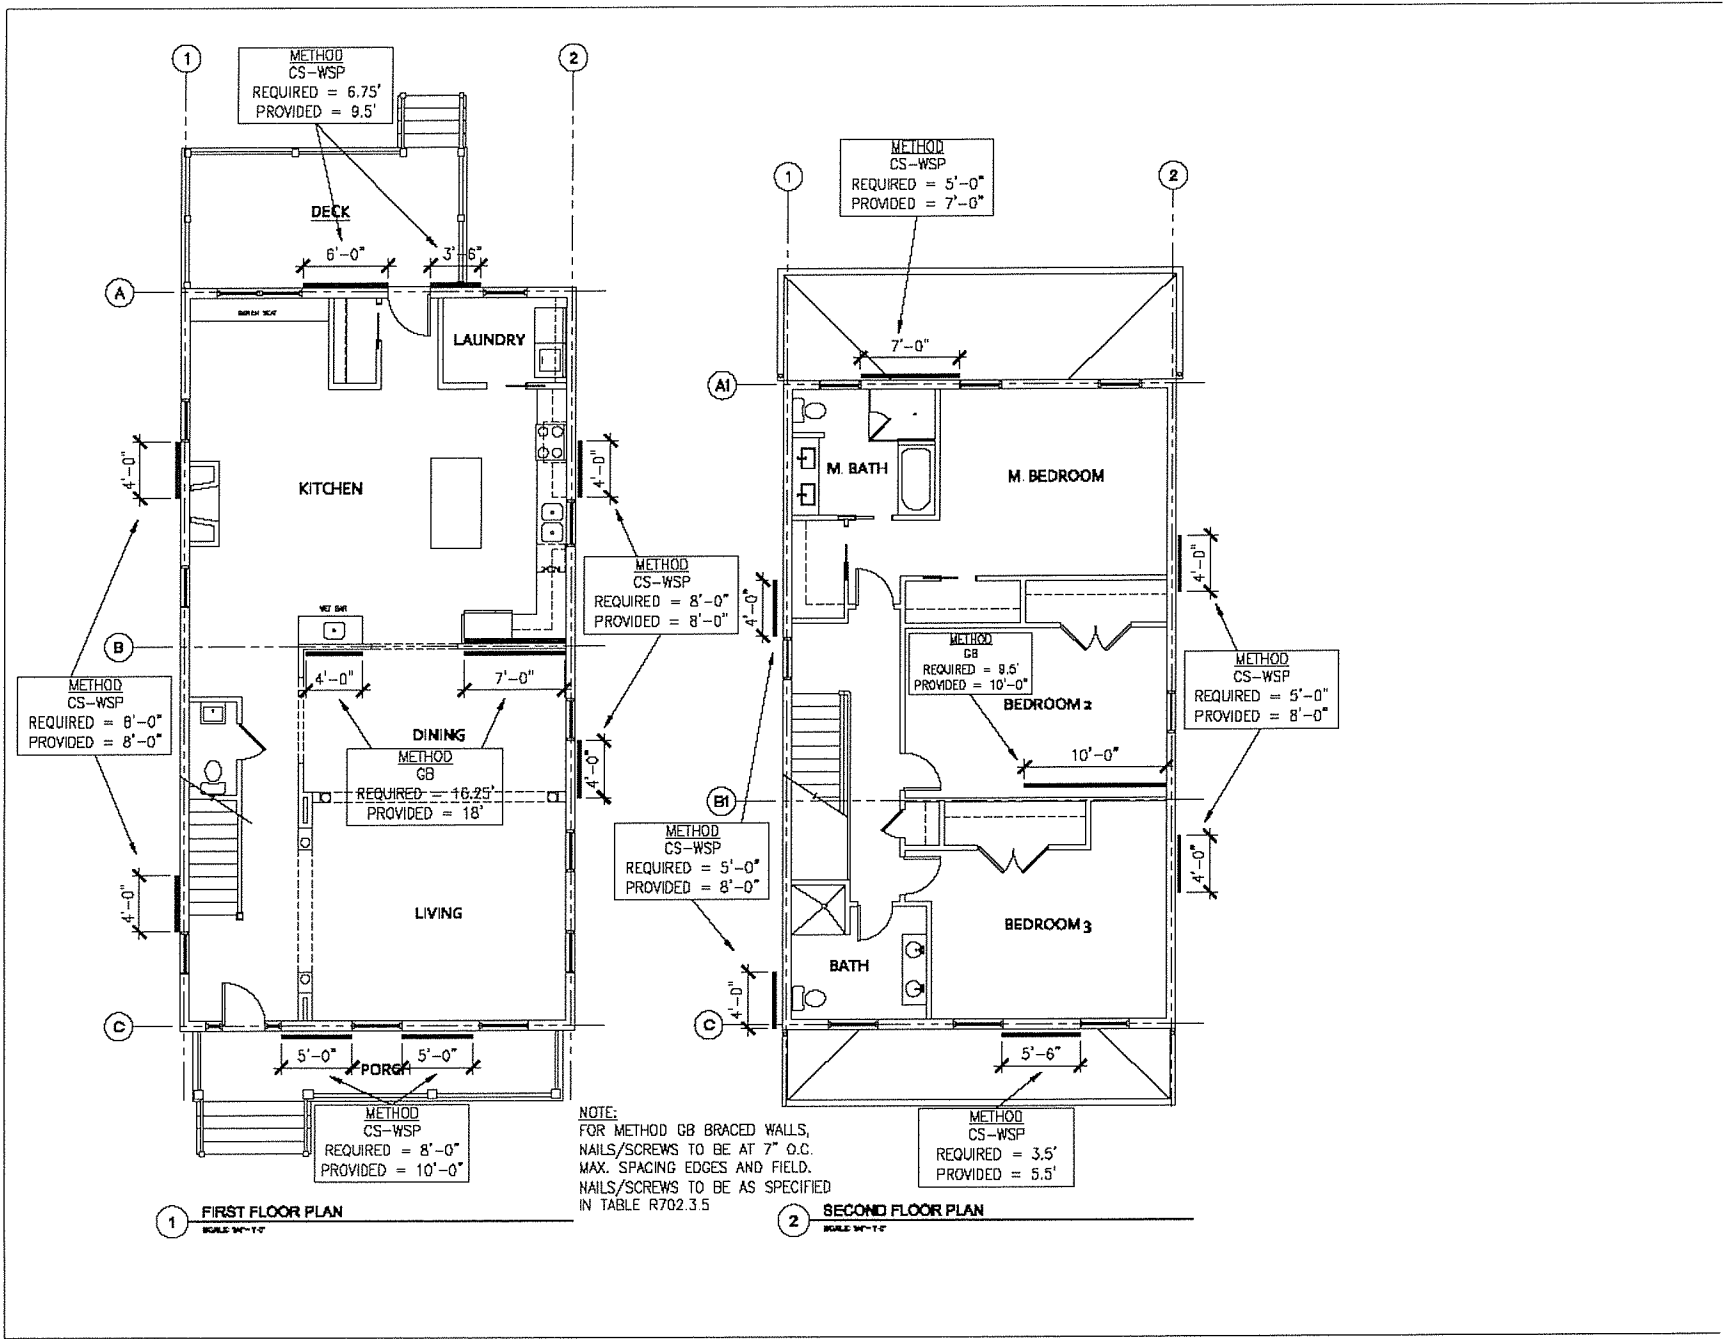 1
2
METHOD
CS-WSP
REQUIRED = 6.75'
PROVIDED = 9.5'
DECK
6'-0"
3'-6"
A
LAUNDRY
4'-0"
KITCHEN
4'-0"
METHOD
CS-WSP
REQUIRED = 8'-0"
PROVIDED = 8'-0"
WET BAR
B
4'-0"
7'-0"
METHOD
CS-WSP
REQUIRED = 8'-0"
PROVIDED = 8'-0"
DINING
METHOD
GB
REQUIRED = 16.25'
PROVIDED = 18'
4'-0"
4'-0"
LIVING
C
5'-0"
5'-0"
PORCH
METHOD
CS-WSP
REQUIRED = 8'-0"
PROVIDED = 10'-0"
NOTE:
FOR METHOD GB BRACED WALLS,
NAILS/SCREWS TO BE AT 7" O.C.
MAX. SPACING EDGES AND FIELD.
NAILS/SCREWS TO BE AS SPECIFIED
IN TABLE R702.3.5
1
FIRST FLOOR PLAN
1
2
METHOD
CS-WSP
REQUIRED = 5'-0"
PROVIDED = 7'-0"
7'-0"
A1
M. BATH
M. BEDROOM
4'-0"
4'-0"
METHOD
GB
REQUIRED = 9.5'
PROVIDED = 10'-0"
BEDROOM 2
METHOD
CS-WSP
REQUIRED = 5'-0"
PROVIDED = 8'-0"
10'-0"
B1
METHOD
CS-WSP
REQUIRED = 5'-0"
PROVIDED = 8'-0"
4'-0"
BEDROOM 3
BATH
4'-0"
C
5'-6"
METHOD
CS-WSP
REQUIRED = 3.5'
PROVIDED = 5.5'
2
SECOND FLOOR PLAN